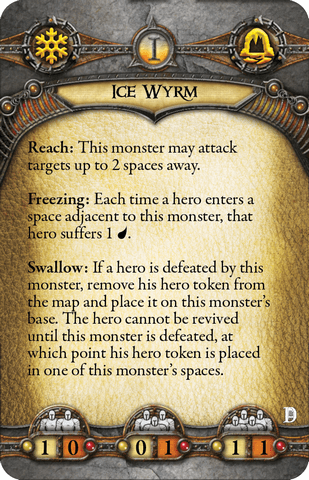 I
ICE WYRM
Reach: This monster may attack
targets up to 2 spaces away.
Freezing: Each time a hero enters a
space adjacent to this monster, that
hero suffers 1 .
Swallow: If a hero is defeated by this
monster, remove his hero token from
the map and place it on this monster's
base. The hero cannot be revived
until this monster is defeated, at
which point his hero token is placed
in one of this monster's spaces.
D
1 0 0 1 1 1